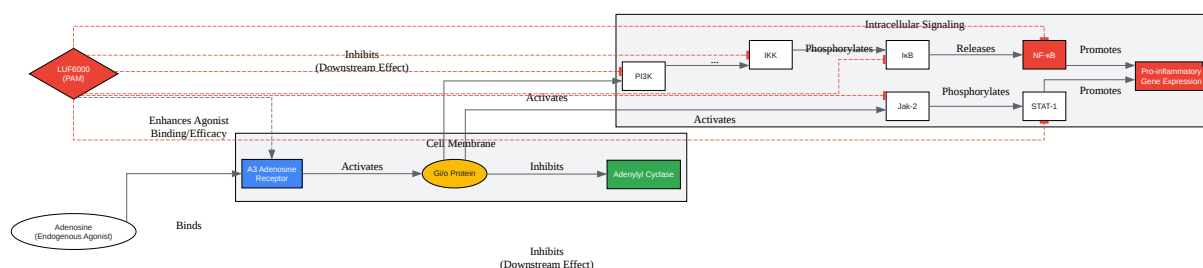 Intracellular Signaling
LUF6000
(PAM)
Inhibits
(Downstream Effect)
PI3K
...
IKK
Phosphorylates
IκB
Releases
NF-κB
Promotes
Pro-inflammatory
Gene Expression
Promotes
Activates
Jak-2
Phosphorylates
STAT-1
Activates
Enhances Agonist
Binding/Efficacy
Cell Membrane
A3 Adenosine
Receptor
Activates
Gi/o Protein
Inhibits
Adenylyl Cyclase
Adenosine
(Endogenous Agonist)
Binds
Inhibits
(Downstream Effect)